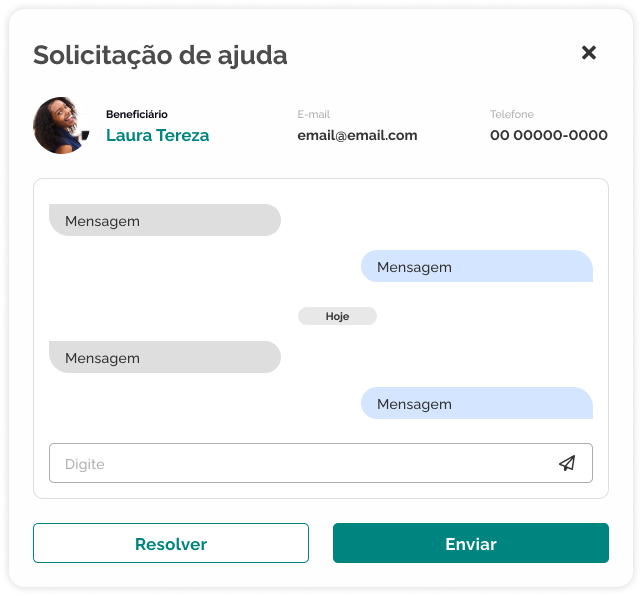 Solicitação de ajuda
Beneficiário
Laura Tereza
E-mail
email@email.com
Telefone
00 00000-0000
Mensagem
Mensagem
Hoje
Mensagem
Mensagem
Digite
Resolver
Enviar